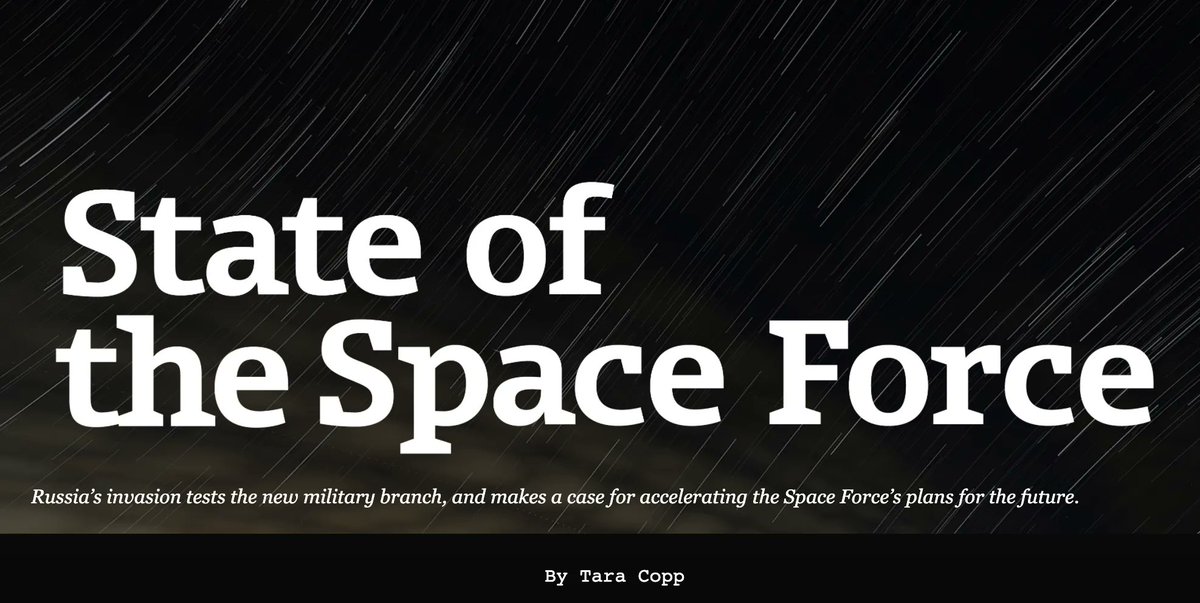 State of
the Space Force
Russia’s invasion tests the new military branch, and makes a case for accelerating the Space Force’s plans for the future.
By Tara Copp